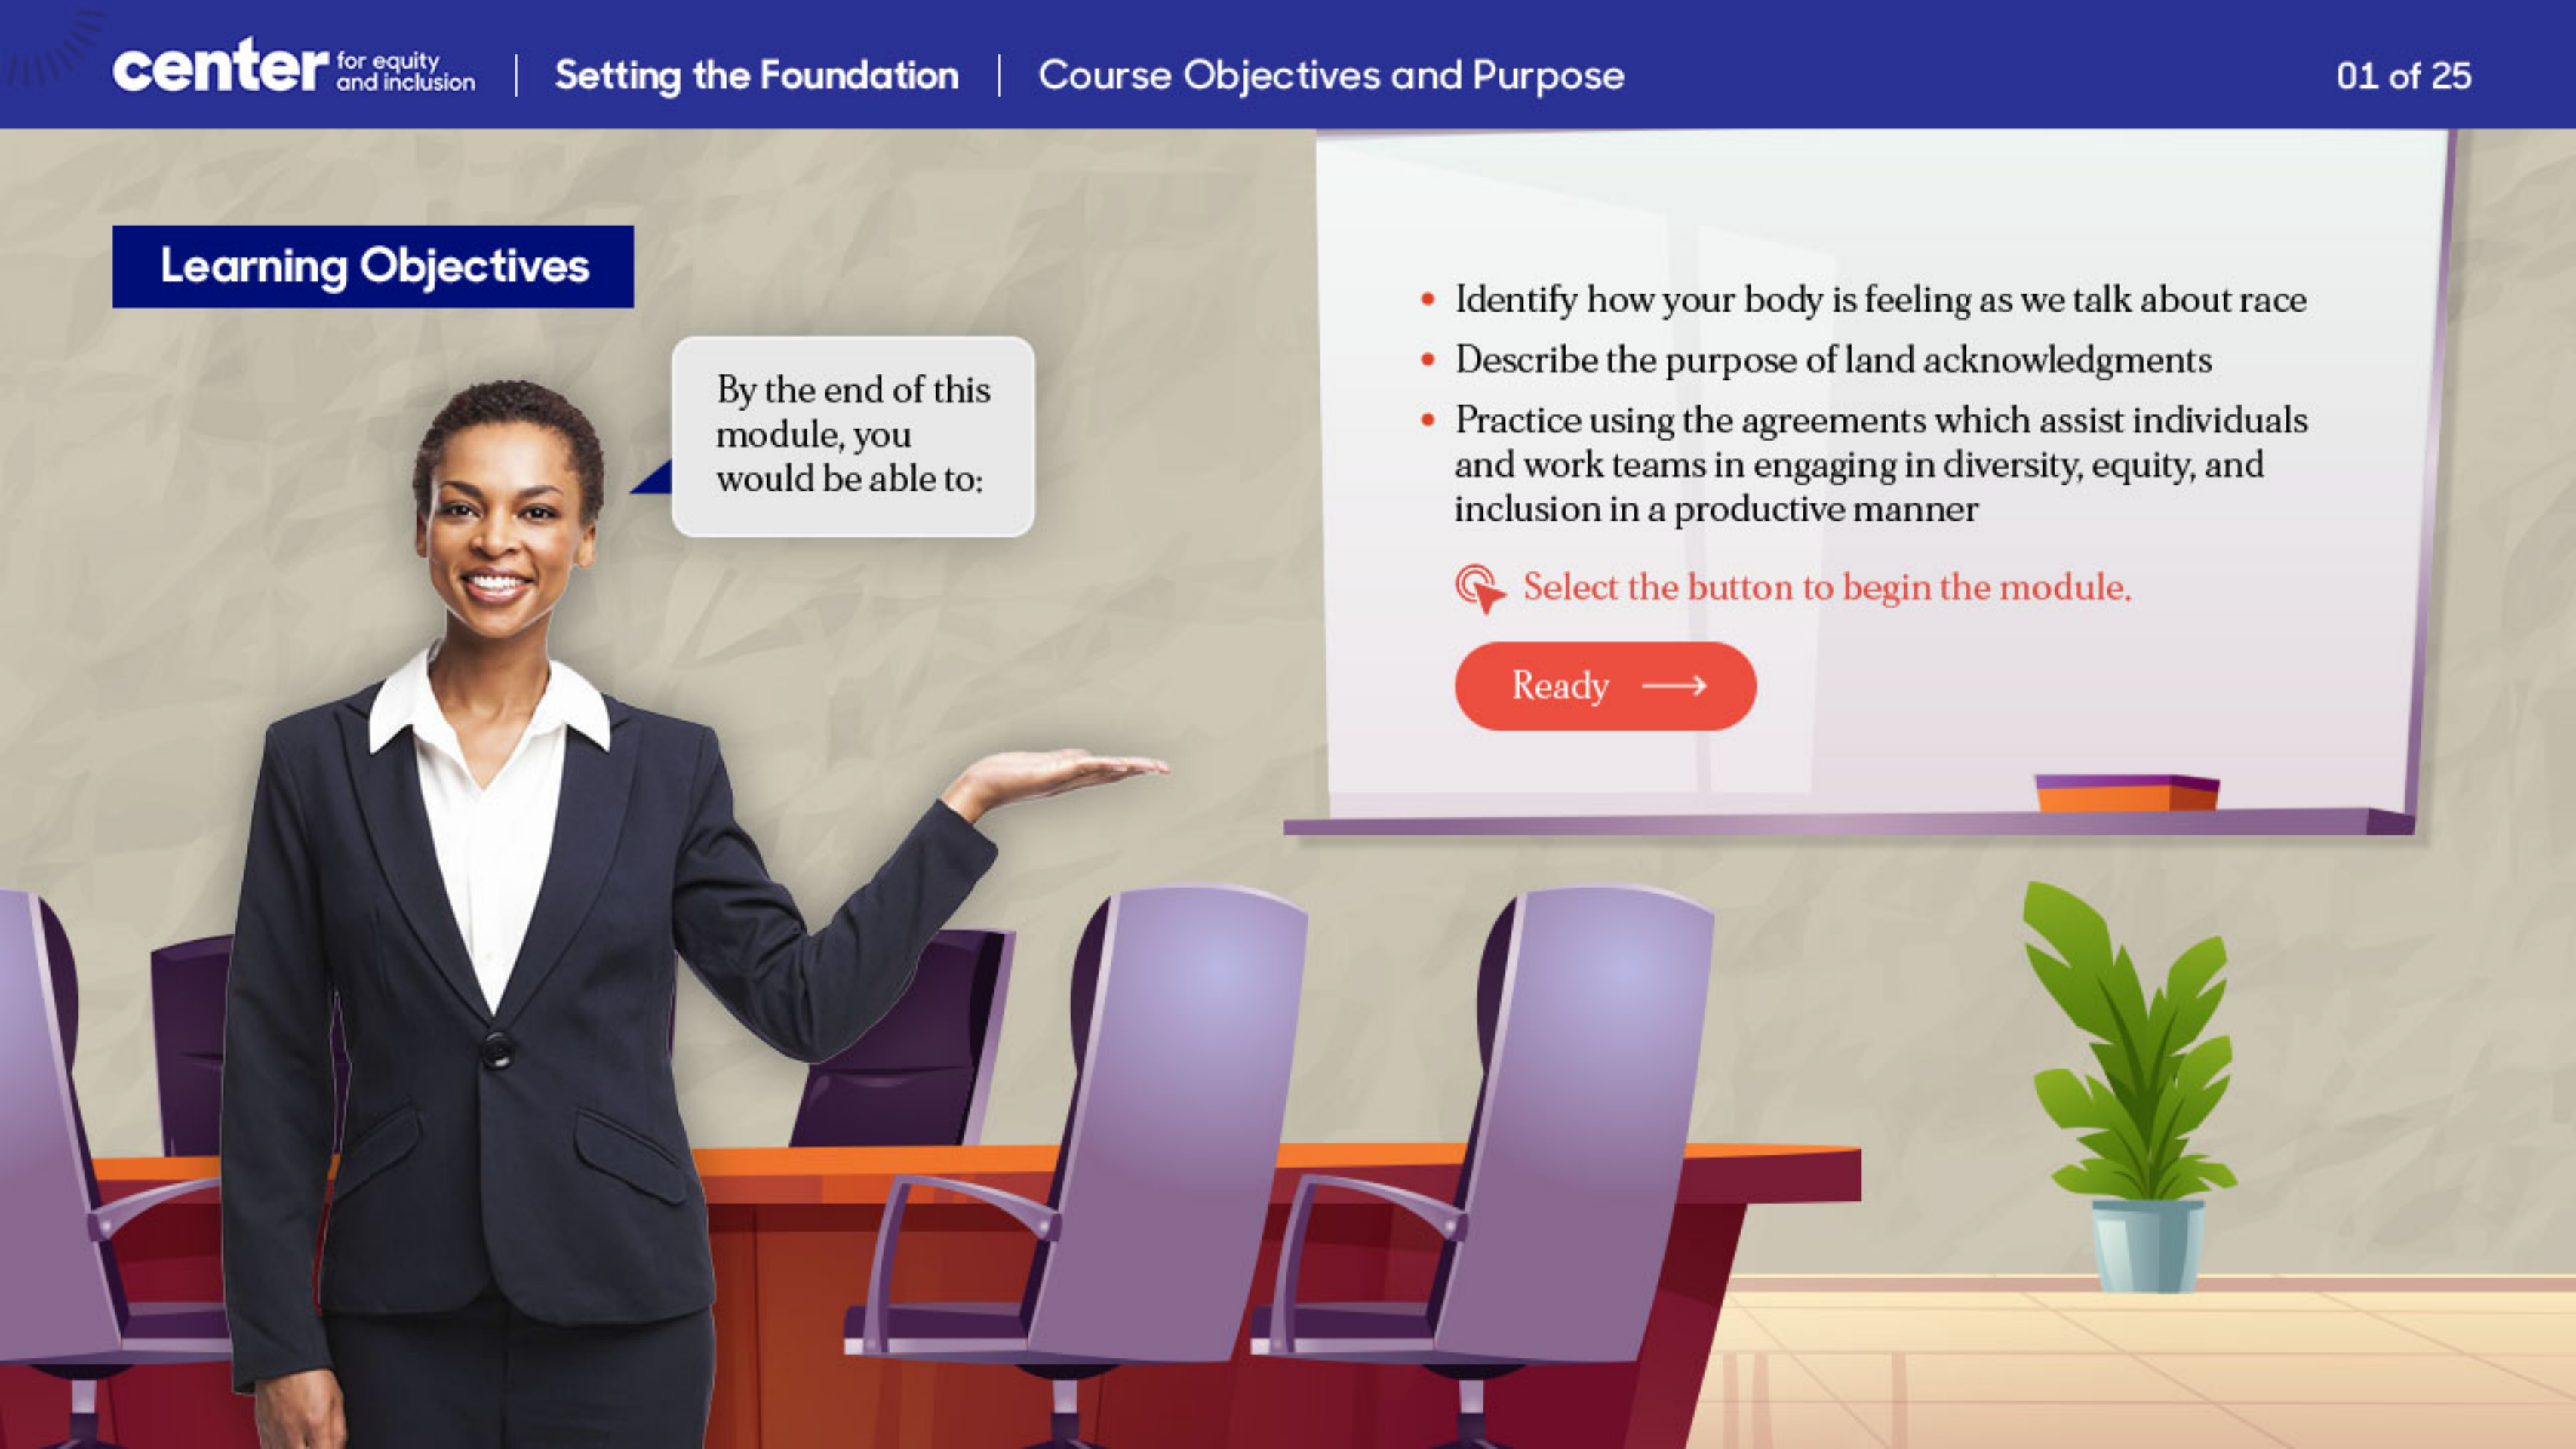 center for equity and inclusion | Setting the Foundation | Course Objectives and Purpose 01 of 25
Learning Objectives
By the end of this
module, you
would be able to:
• Identify how your body is feeling as we talk about race
• Describe the purpose of land acknowledgments
• Practice using the agreements which assist individuals
and work teams in engaging in diversity, equity, and
inclusion in a productive manner
Select the button to begin the module.
Ready →